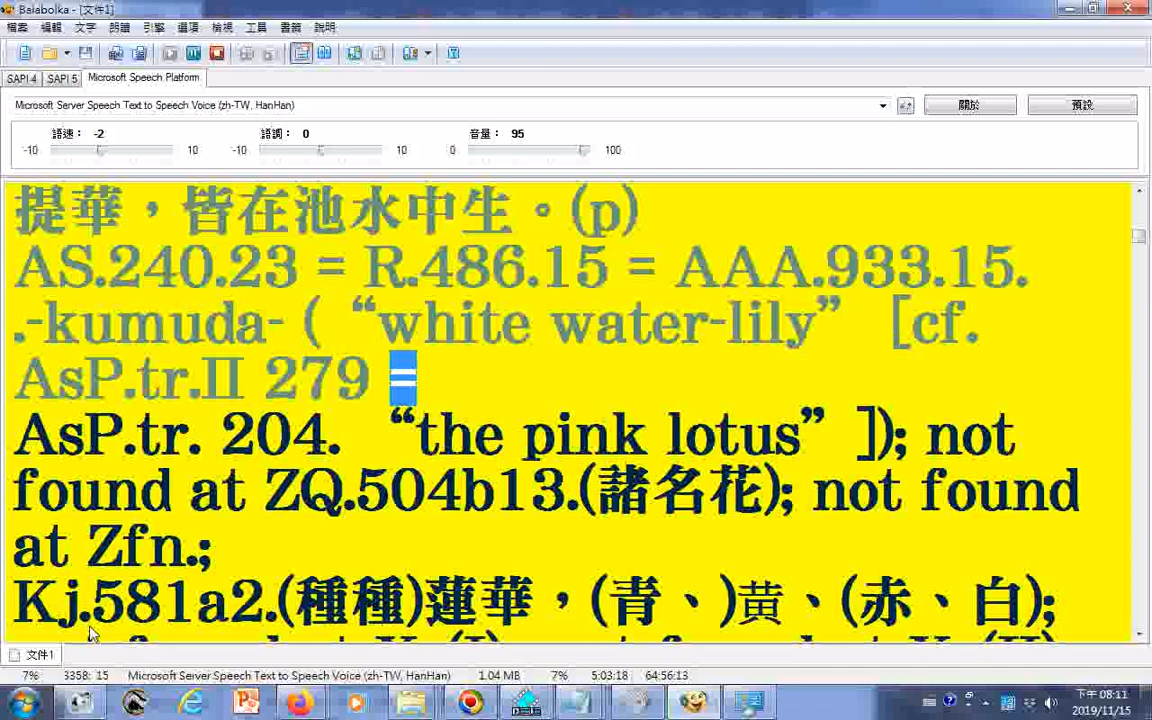 Balabolka - [文件1]
檔案 編輯 文字 朗讀 引擎 選項 檢視 工具 書籤 說明
SAPI 4 SAPI 5 Microsoft Speech Platform
Microsoft Server Speech Text to Speech Voice (zh-TW, HanHan) 關於 預設
語速： -2 語調： 0 音量： 95
-10 10 -10 10 0 100
提華，皆在池水中生。(p)
AS.240.23 = R.486.15 = AAA.933.15.
.-kumuda- (“white water-lily” [cf.
AsP.tr.II 279 =
AsP.tr. 204. “the pink lotus”]); not
found at ZQ.504b13.(諸名花); not found
at Zfn.;
Kj.581a2.(種種)蓮華，(青、)黃、(赤、白);
文件1
7% 3358: 15 Microsoft Server Speech Text to Speech Voice (zh-TW, HanHan) 1.04 MB 7% 5:03:18 64:56:13
下午 08:11
2019/11/15